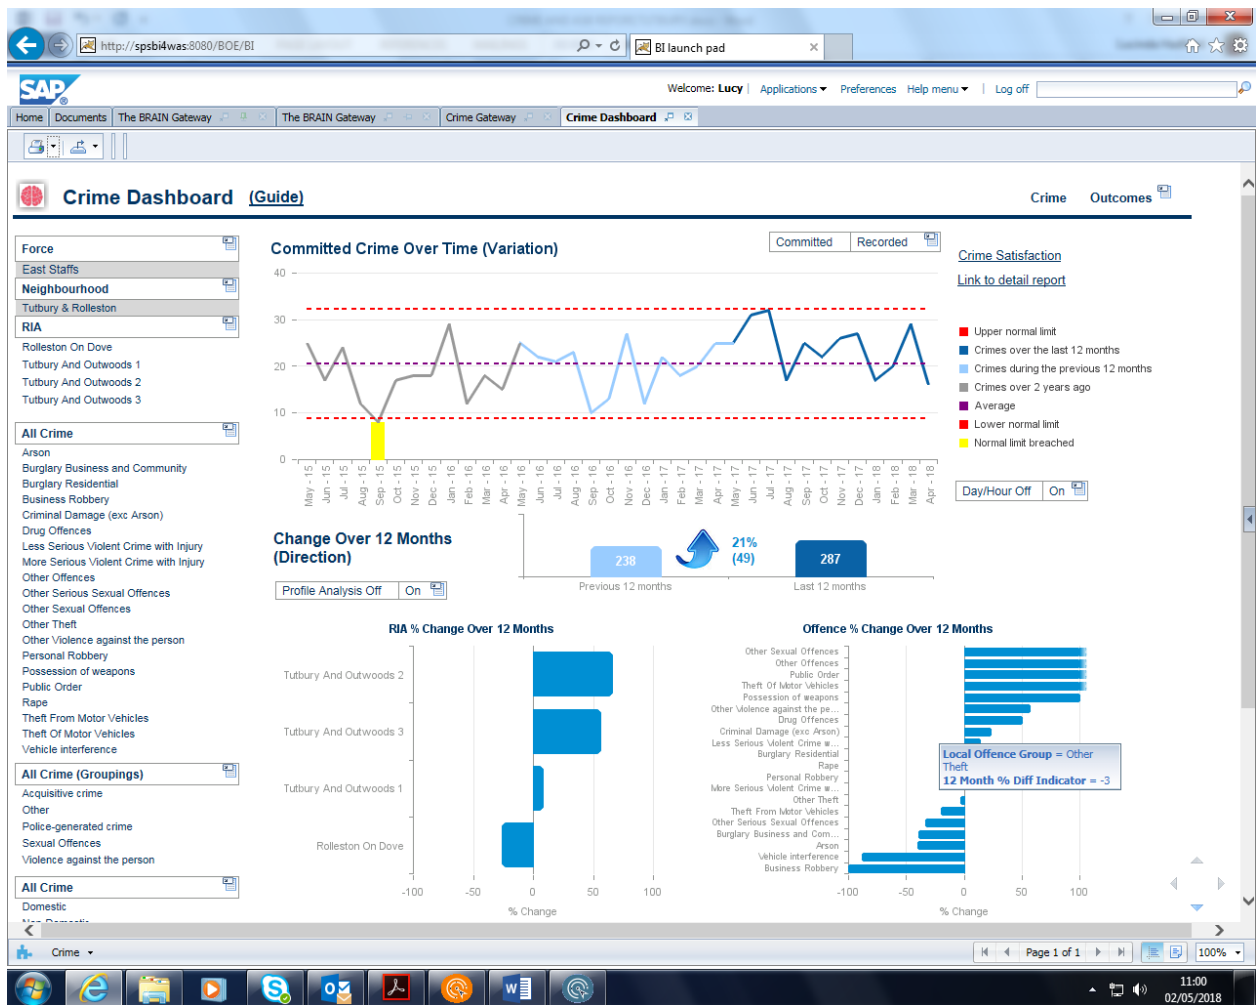 http://spsbi4was:8080/BOE/BI
BI launch pad
SAP
Welcome: Lucy | Applications Preferences Help menu | Log off
Home Documents The BRAIN Gateway The BRAIN Gateway Crime Gateway Crime Dashboard
Crime Dashboard (Guide)
Crime Outcomes
Force
East Staffs
Neighbourhood
Tutbury & Rolleston
RIA
Rolleston On Dove
Tutbury And Outwoods 1
Tutbury And Outwoods 2
Tutbury And Outwoods 3
All Crime
Arson
Burglary Business and Community
Burglary Residential
Business Robbery
Criminal Damage (exc Arson)
Drug Offences
Less Serious Violent Crime with Injury
More Serious Violent Crime with Injury
Other Offences
Other Serious Sexual Offences
Other Sexual Offences
Other Theft
Other Violence against the person
Personal Robbery
Possession of weapons
Public Order
Rape
Theft From Motor Vehicles
Theft Of Motor Vehicles
Vehicle interference
All Crime (Groupings)
Acquisitive crime
Other
Police-generated crime
Sexual Offences
Violence against the person
All Crime
Domestic
Committed Crime Over Time (Variation)
Committed Recorded
40
30
20
10
0
May - 15
Jun - 15
Jul - 15
Aug - 15
Sep - 15
Oct - 15
Nov - 15
Dec - 15
Jan - 16
Feb - 16
Mar - 16
Apr - 16
May - 16
Jun - 16
Jul - 16
Aug - 16
Sep - 16
Oct - 16
Nov - 16
Dec - 16
Jan - 17
Feb - 17
Mar - 17
Apr - 17
May - 17
Jun - 17
Jul - 17
Aug - 17
Sep - 17
Oct - 17
Nov - 17
Dec - 17
Jan - 18
Feb - 18
Mar - 18
Apr - 18
Crime Satisfaction
Link to detail report
Upper normal limit
Crimes over the last 12 months
Crimes during the previous 12 months
Crimes over 2 years ago
Average
Lower normal limit
Normal limit breached
Day/Hour Off On
Change Over 12 Months
(Direction)
Profile Analysis Off On
238
21%
(49)
287
Previous 12 months
Last 12 months
RIA % Change Over 12 Months
Tutbury And Outwoods 2
Tutbury And Outwoods 3
Tutbury And Outwoods 1
Rolleston On Dove
-100 -50 0 50 100
% Change
Offence % Change Over 12 Months
Other Sexual Offences
Other Offences
Public Order
Theft Of Motor Vehicles
Possession of weapons
Other Violence against the pe...
Drug Offences
Criminal Damage (exc Arson)
Less Serious Violent Crime w...
Burglary Residential
Rape
Personal Robbery
More Serious Violent Crime w...
Other Theft
Theft From Motor Vehicles
Other Serious Sexual Offences
Burglary Business and Com...
Arson
Vehicle interference
Business Robbery
Local Offence Group = Other
Theft
12 Month % Diff Indicator = -3
-100 -50 0 50 100
% Change
Crime
Page 1 of 1
100%
11:00
02/05/2018